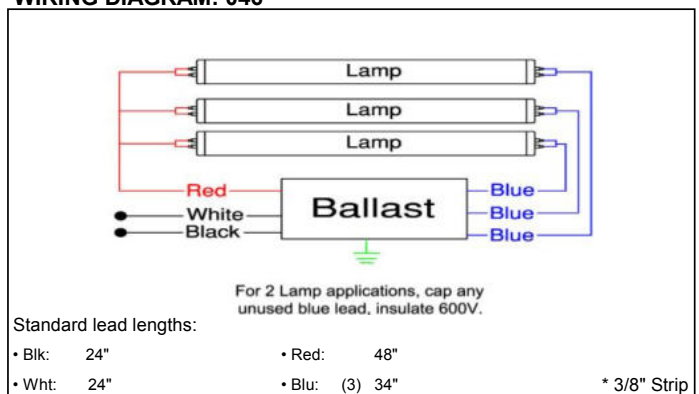 Lamp
Lamp
Lamp
Red
Blue
White
Ballast
Blue
Black
Blue
For 2 Lamp applications, cap any
unused blue lead, insulate 600V.
Standard lead lengths:
• Blk: 24" • Red: 48"
• Wht: 24" • Blu: (3) 34" * 3/8" Strip